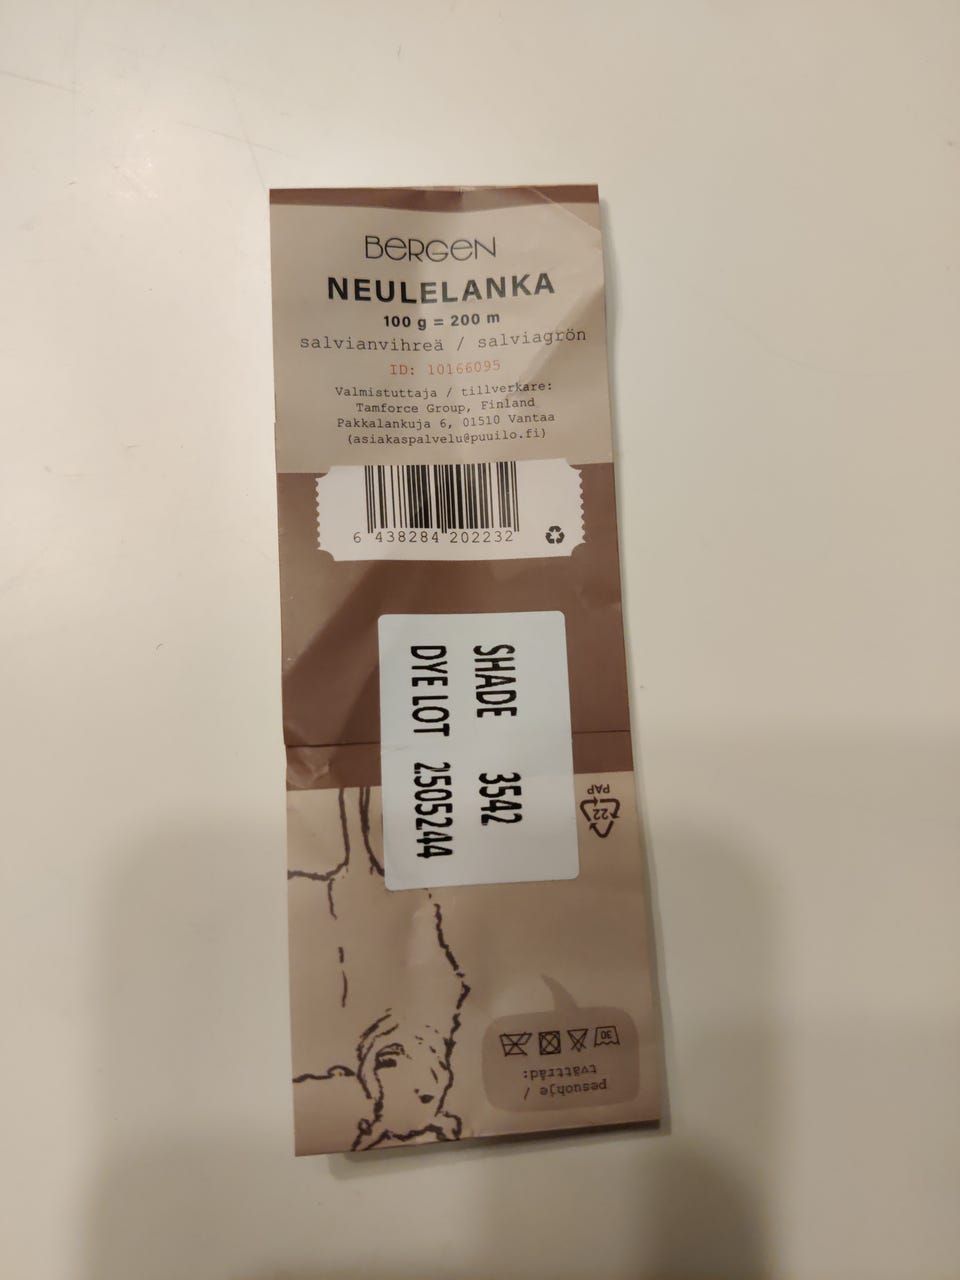 BERGEN
NEULELANKA
100 g = 200 m
salvianvihreä / salviagrön
ID: 10166095
Valmistuttaja / tillverkare:
Tamforce Group, Finland
Pakkalankuja 6, 01510 Vantaa
(asiakaspalvelu@puuilo.fi)
6 438284 202232
SHADE 3542
DYE LOT 2505244
22
PAP
pesuohje /
tvättråd:
30